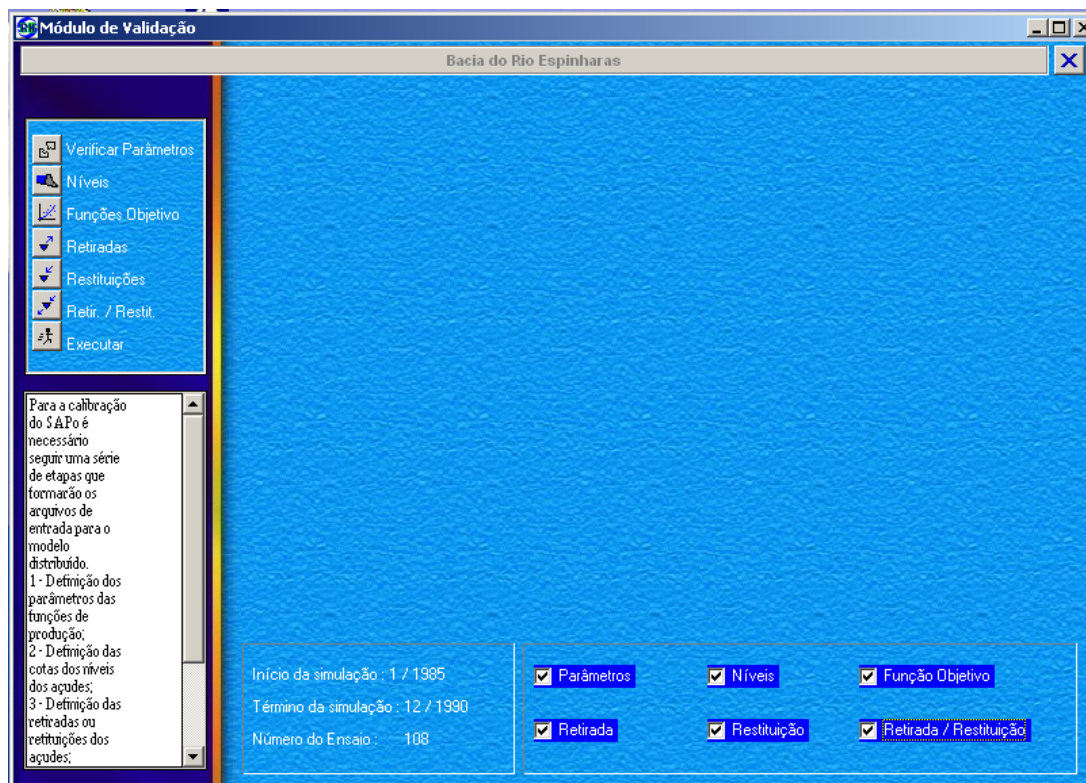 Módulo de Validação
Bacia do Rio Espinharas
Verificar Parâmetros
Níveis
Funções Objetivo
Retiradas
Restituições
Retir. / Restit.
Executar
Para a calibração
do SAPo é
necessário
seguir uma série
de etapas que
formarão os
arquivos de
entrada para o
modelo
distribuído.
1 - Definição dos
parâmetros das
funções de
produção;
2 - Definição das
cotas dos níveis
dos açudes;
3 - Definição das
retiradas ou
retituições dos
açudes;
Início da simulação : 1 / 1985
Término da simulação : 12 / 1990
Número do Ensaio : 108
Parâmetros Níveis Função Objetivo
Retirada Restituição Retirada / Restituição